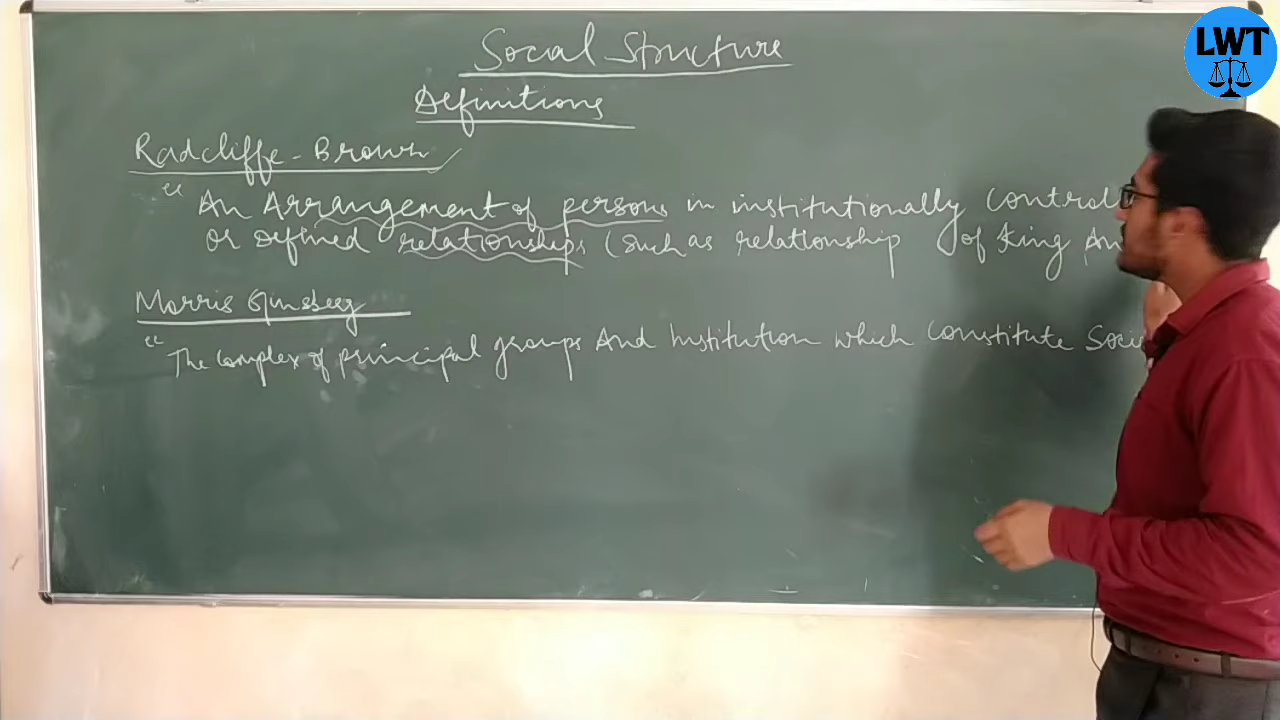 Social Structure
Definitions
Radcliffe-Brown
" An Arrangement of persons in institutionally control
or Defined relationships (such as relationship of King An
Morris Ginsberg
" The Complex of principal groups And Institution which constitute Soci
LWT